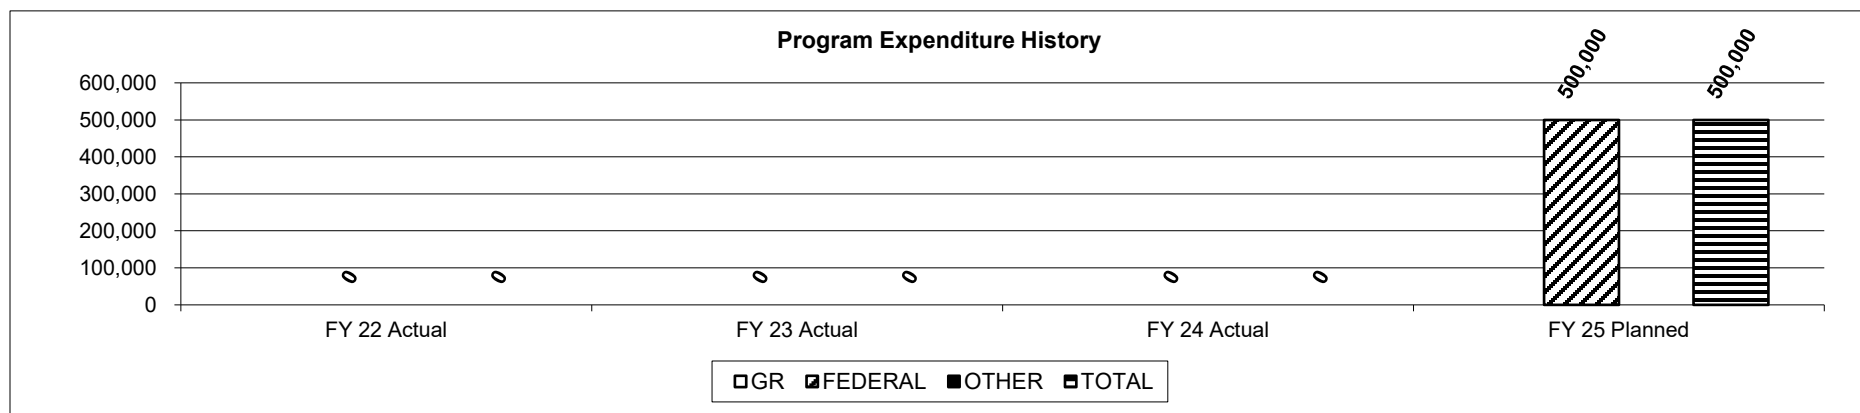 Program Expenditure History
500,000 500,000
600,000
500,000
400,000
300,000
200,000
100,000
0
0 0 0 0 0 0
FY 22 Actual FY 23 Actual FY 24 Actual FY 25 Planned
GR FEDERAL OTHER TOTAL